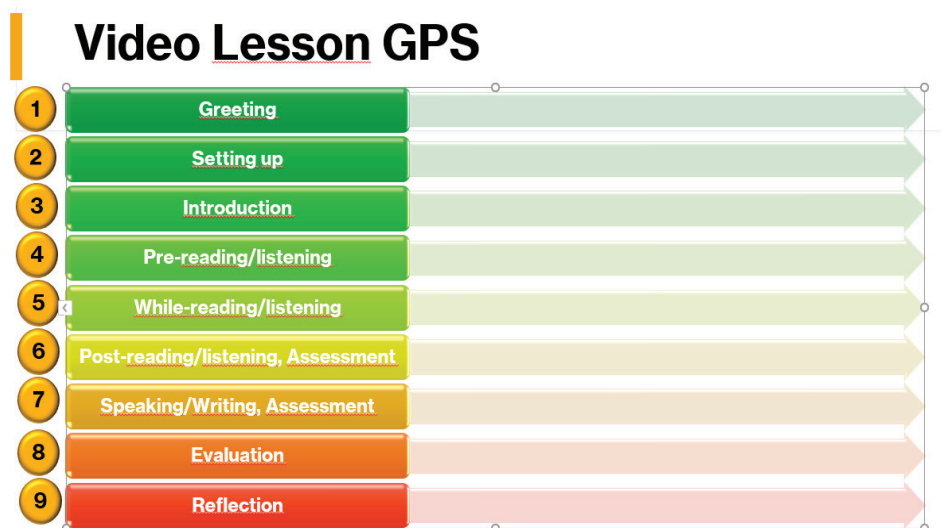 Video Lesson GPS
1 Greeting
2 Setting up
3 Introduction
4 Pre-reading/listening
5 While-reading/listening
6 Post-reading/listening, Assessment
7 Speaking/Writing, Assessment
8 Evaluation
9 Reflection